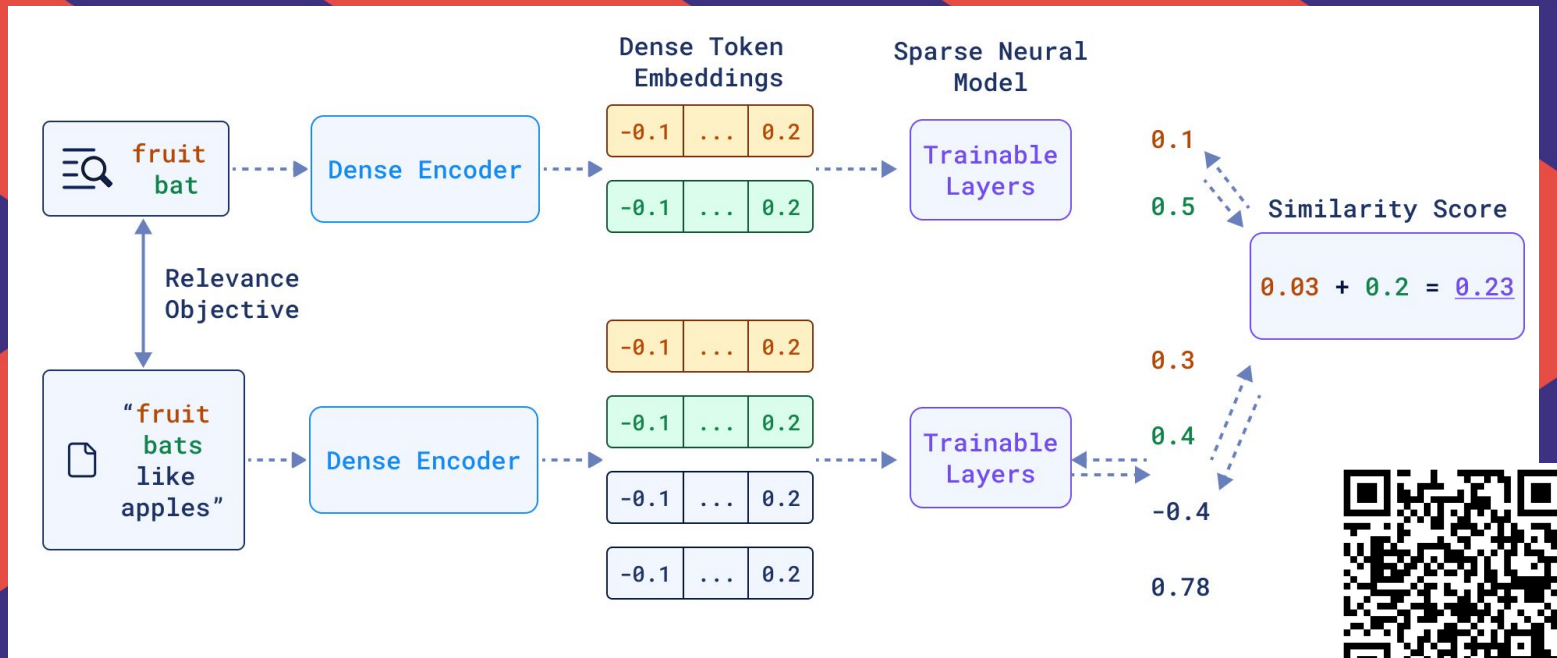 Dense Token
Embeddings
Sparse Neural
Model
fruit
bat
Dense Encoder
-0.1 ... 0.2
-0.1 ... 0.2
Trainable
Layers
0.1
0.5
Similarity Score
0.03 + 0.2 = 0.23
Relevance
Objective
“fruit
bats
like
apples”
Dense Encoder
-0.1 ... 0.2
-0.1 ... 0.2
-0.1 ... 0.2
-0.1 ... 0.2
Trainable
Layers
0.3
0.4
-0.4
0.78